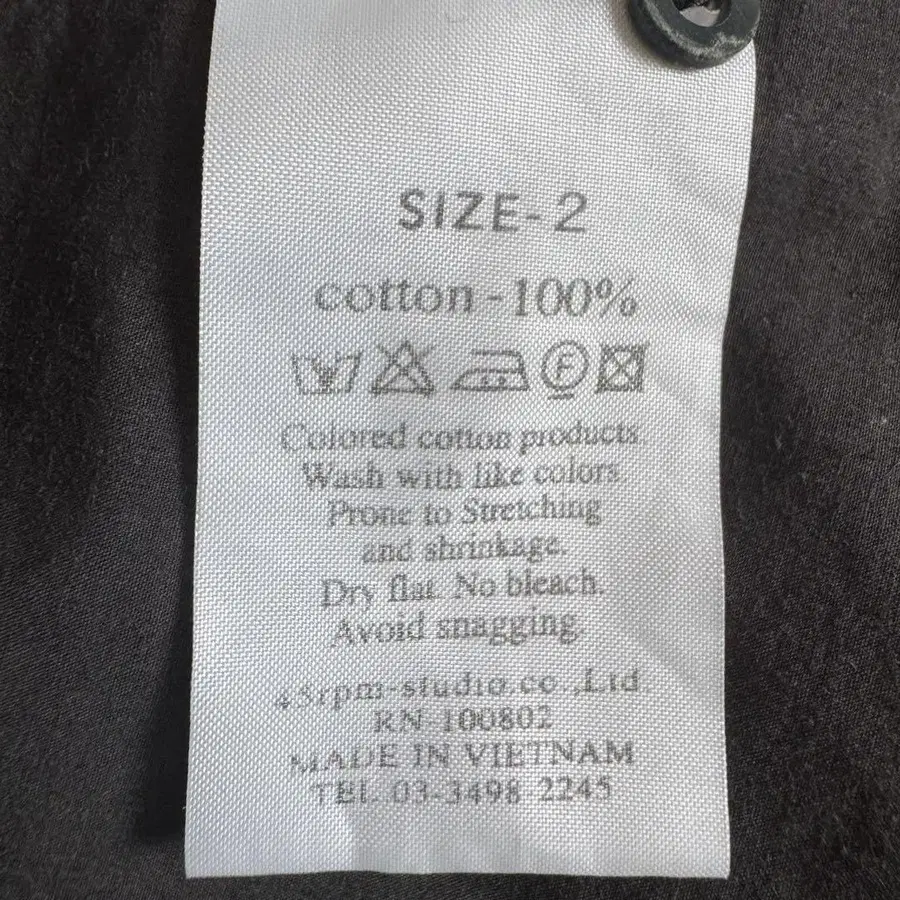 SIZE-2
cotton-100%
F
Colored cotton products.
Wash with like colors
Prone to Stretching
and shrinkage.
Dry flat. No bleach.
Avoid snagging.
45rpm-studio.co.,Ltd.
RN 100802
MADE IN VIETNAM
TEL. 03-3498 2245